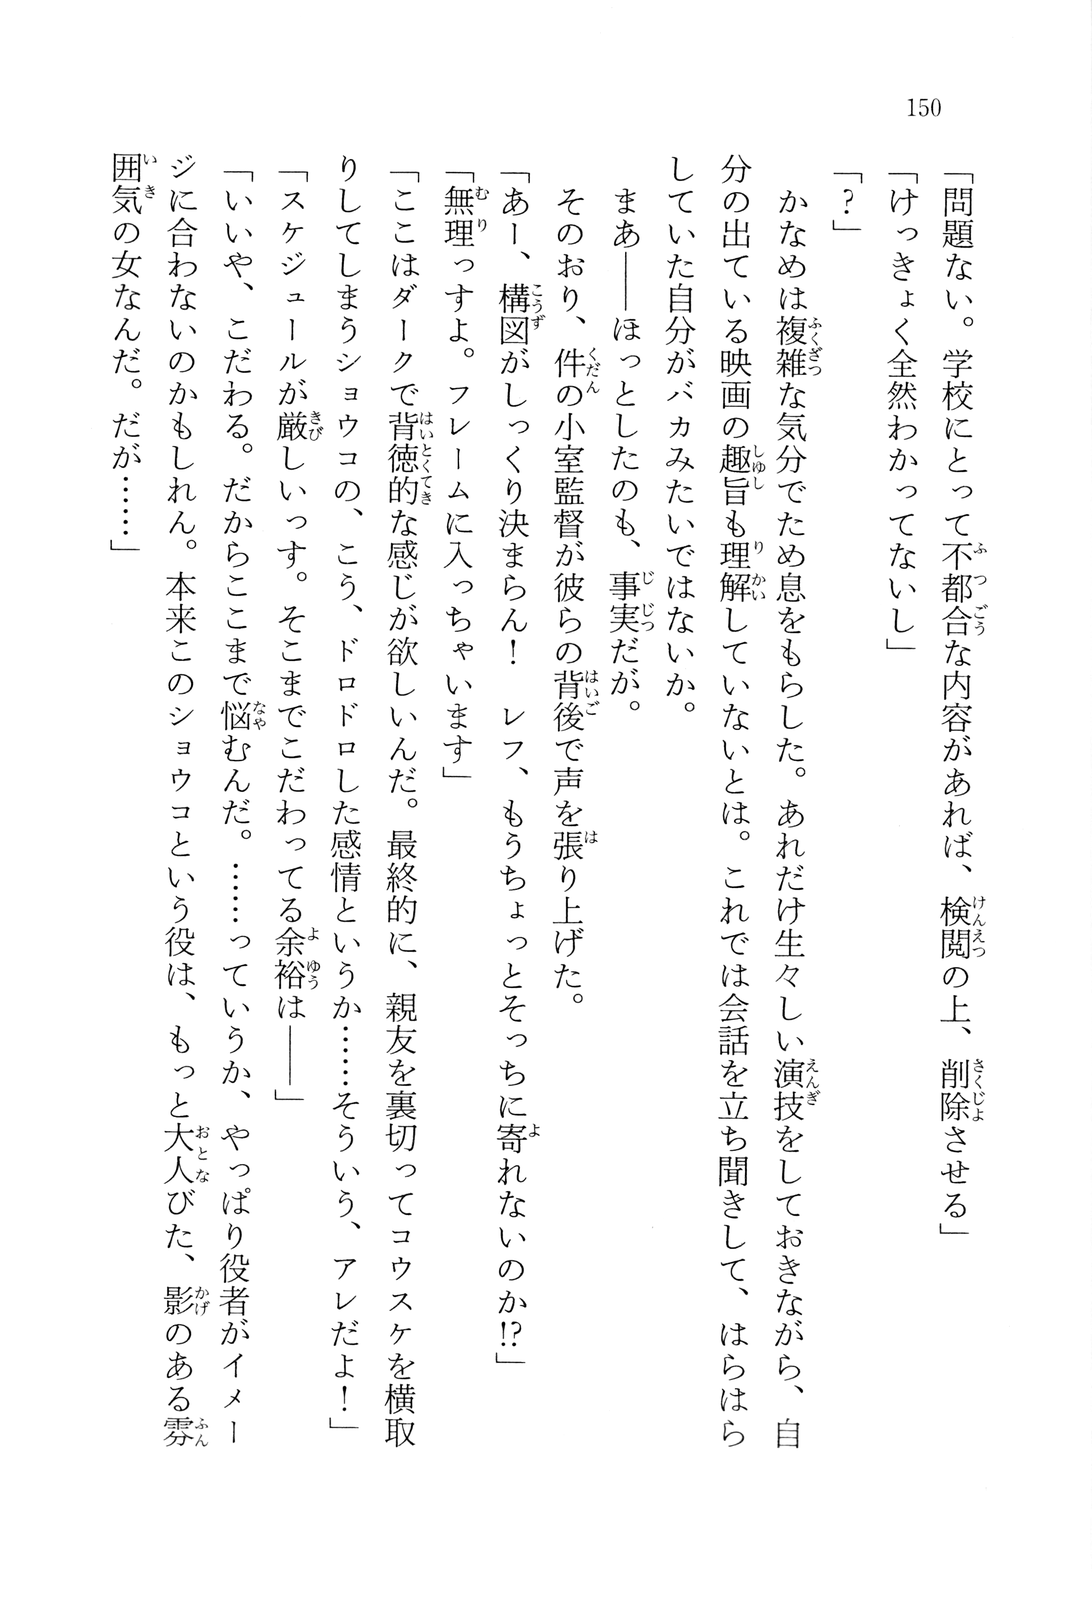 150
「問題ない。学校にとって不都合な内容があれば、検閲の上、削除させる」
「けっきょく全然わかってないし」
「？」
　かなめは複雑な気分でため息をもらした。あれだけ生々しい演技をしておきながら、自
分の出ている映画の趣旨も理解していないとは。これでは会話を立ち聞きして、はらはら
していた自分がバカみたいではないか。
　まあ――ほっとしたのも、事実だが。
　そのおり、件の小室監督が彼らの背後で声を張り上げた。
「あー、構図がしっくり決まらん！　レフ、もうちょっとそっちに寄れないのか!?」
「無理っすよ。フレームに入っちゃいます」
「ここはダークで背徳的な感じが欲しいんだ。最終的に、親友を裏切ってコウスケを横取
りしてしまうショウコの、こう、ドロドロした感情というか……そういう、アレだよ！」
「スケジュールが厳しいっす。そこまでこだわってる余裕は――」
「いいや、こだわる。だからここまで悩むんだ。……っていうか、やっぱり役者がイメー
ジに合わないのかもしれん。本来このショウコという役は、もっと大人びた、影のある雰
囲気の女なんだ。だが……」